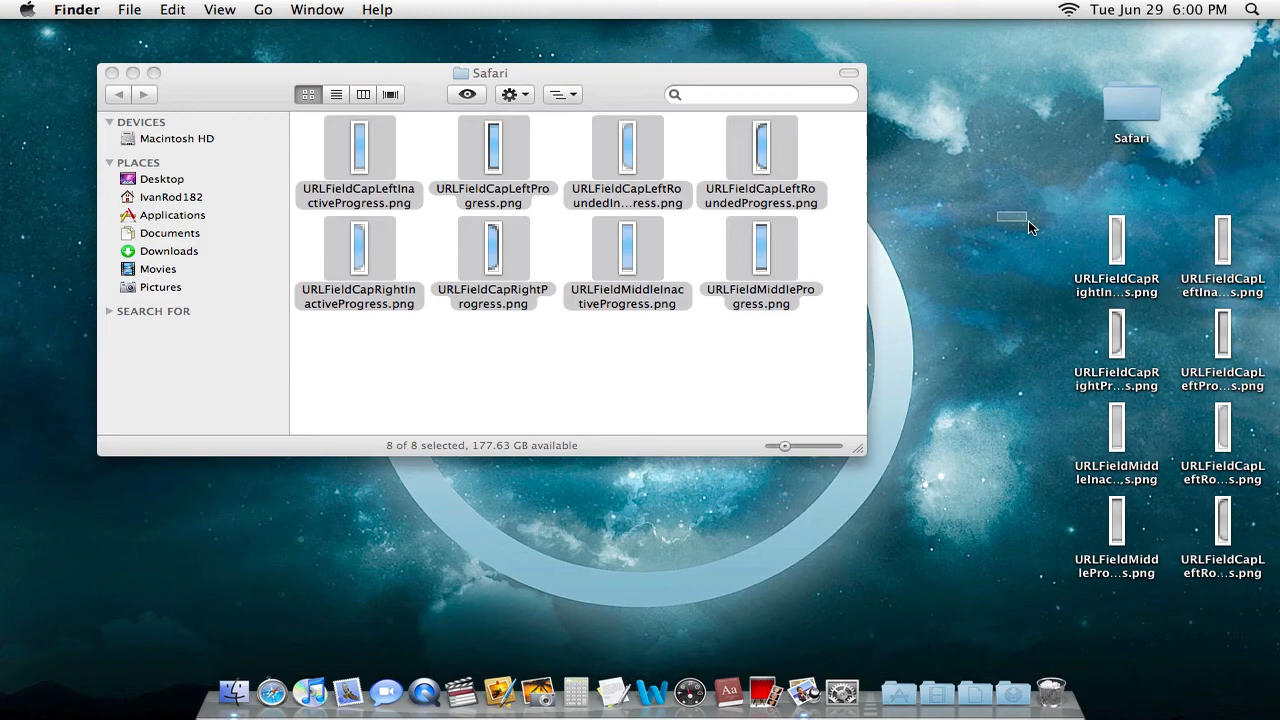 Finder File Edit View Go Window Help Tue Jun 29 6:00 PM
Safari
DEVICES
Macintosh HD
PLACES
Desktop
IvanRod182
Applications
Documents
Downloads
Movies
Pictures
SEARCH FOR
URLFieldCapLeftIna
ctiveProgress.png
URLFieldCapLeftPro
gress.png
URLFieldCapLeftRo
undedIn...ress.png
URLFieldCapLeftRo
undedProgress.png
URLFieldCapRightIn
activeProgress.png
URLFieldCapRightP
rogress.png
URLFieldMiddleInac
tiveProgress.png
URLFieldMiddlePro
gress.png
8 of 8 selected, 177.63 GB available
Safari
URLFieldCapR
ightIn...s.png
URLFieldCapL
eftIna...s.png
URLFieldCapR
ightPr...s.png
URLFieldCapL
eftPro...s.png
URLFieldMidd
leInac...s.png
URLFieldCapL
eftRo...s.png
URLFieldMidd
lePro...s.png
URLFieldCapL
eftRo...s.png
Aa